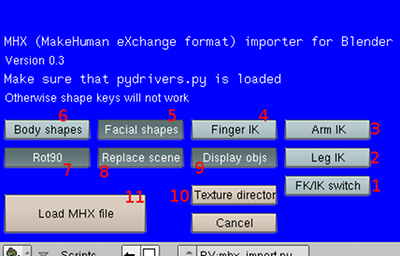 MHX (MakeHuman eXchange format) importer for Blender
Version 0.3
Make sure that pydrivers.py is loaded
Otherwise shape keys will not work
6 5 4
Body shapes Facial shapes Finger IK Arm IK 3
Rot90 Replace scene Display objs Leg IK 2
7 8 9
FK/IK switch 1
11 10 Texture director
Load MHX file
Cancel
Scripts PY:mhx_import.py